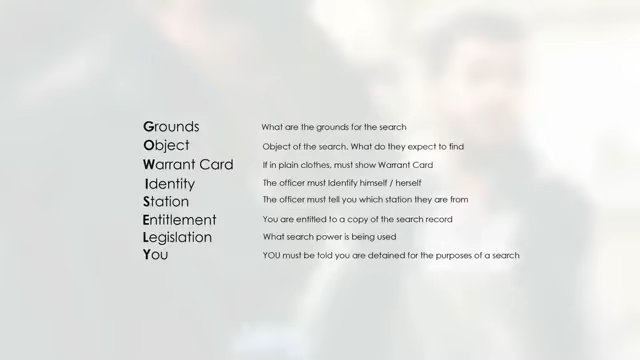 Grounds What are the grounds for the search
Object Object of the search. What do they expect to find
Warrant Card If in plain clothes, must show Warrant Card
Identity The officer must Identify himself / herself
Station The officer must tell you which station they are from
Entitlement You are entitled to a copy of the search record
Legislation What search power is being used
You YOU must be told you are detained for the purposes of a search